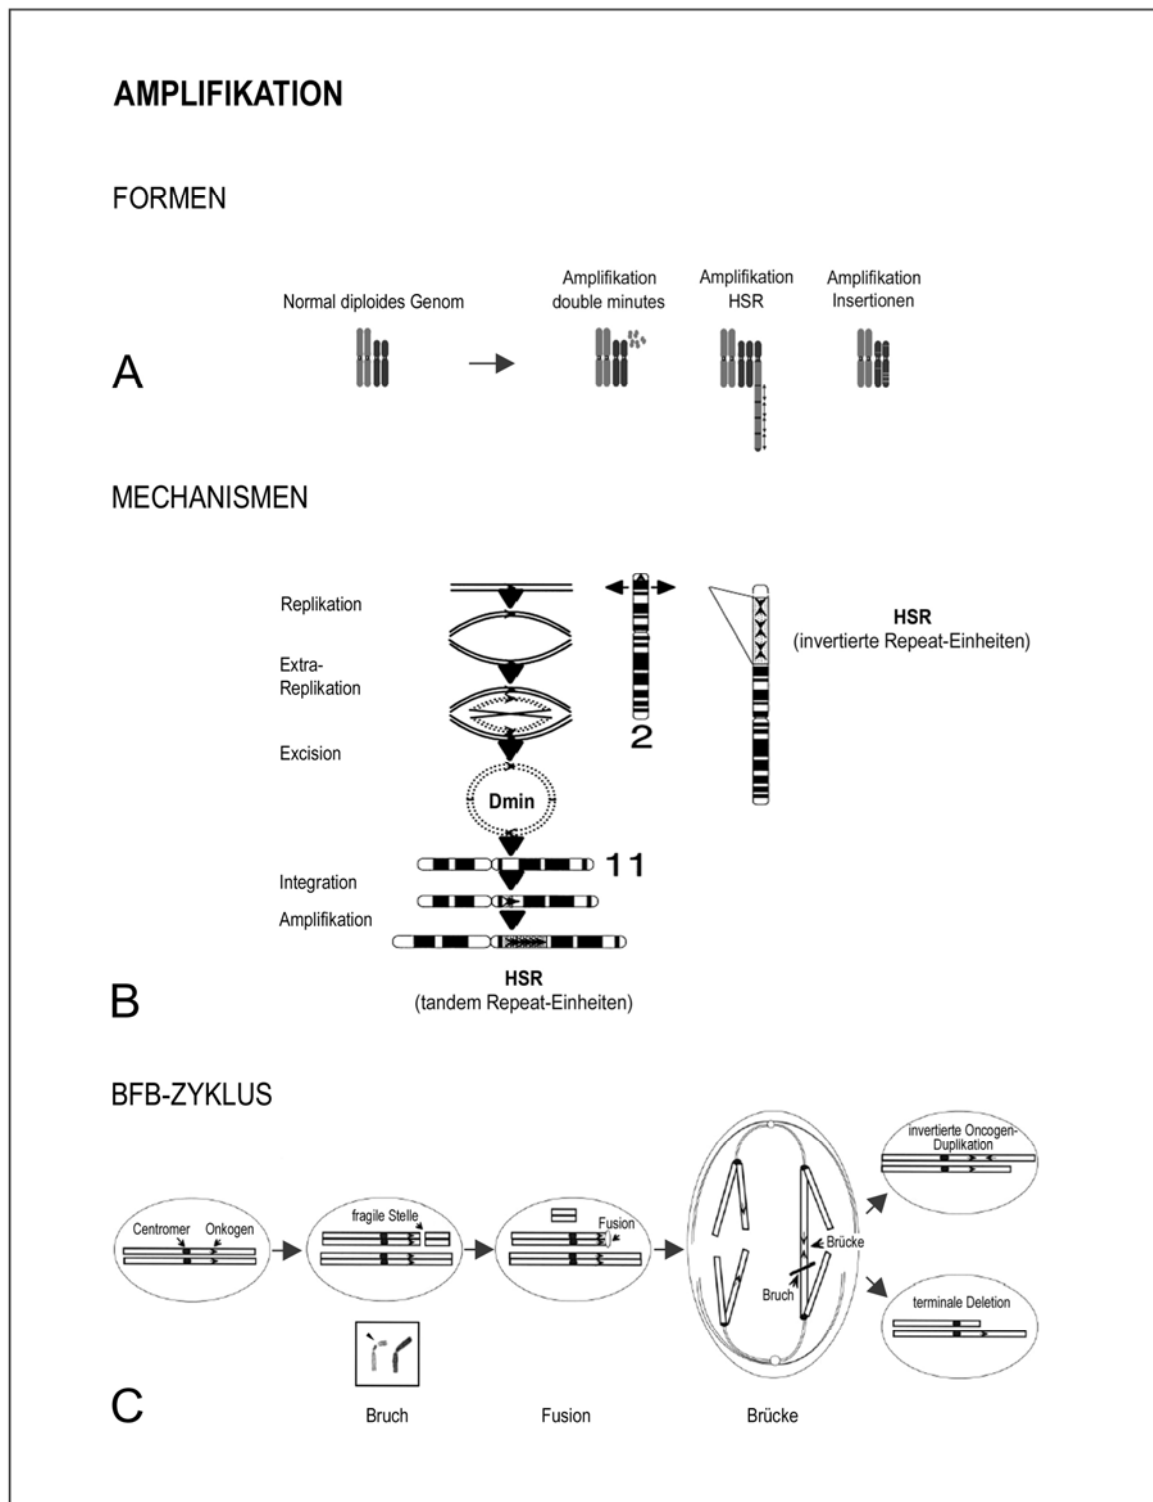 AMPLIFIKATION
FORMEN
Normal diploides Genom
Amplifikation
double minutes
Amplifikation
HSR
Amplifikation
Insertionen
A
MECHANISMEN
Replikation
Extra-
Replikation
Excision
Dmin
2
HSR
(invertierte Repeat-Einheiten)
11
Integration
Amplifikation
HSR
(tandem Repeat-Einheiten)
B
BFB-ZYKLUS
Centromer
Onkogen
fragile Stelle
Fusion
Brücke
Bruch
invertierte Oncogen-
Duplikation
terminale Deletion
C
Bruch
Fusion
Brücke